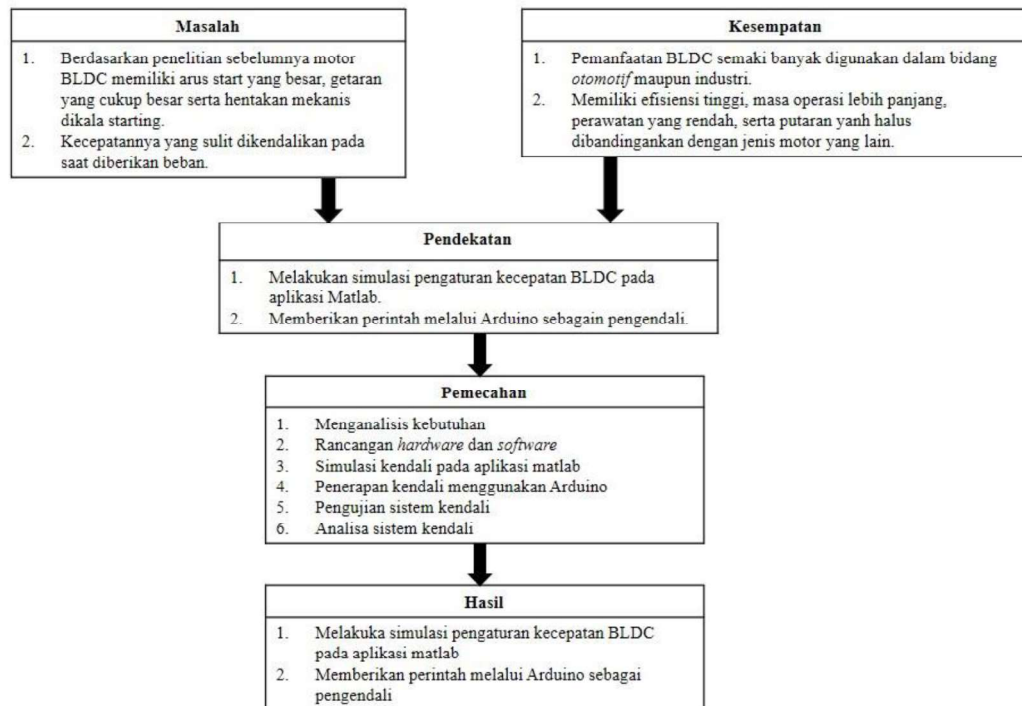 Masalah
1. Berdasarkan penelitian sebelumnya motor
BLDC memiliki arus start yang besar, getaran
yang cukup besar serta hentakan mekanis
dikala starting.
2. Kecepatannya yang sulit dikendalikan pada
saat diberikan beban.
Kesempatan
1. Pemanfaatan BLDC semaki banyak digunakan dalam bidang
otomotif maupun industri.
2. Memiliki efisiensi tinggi, masa operasi lebih panjang,
perawatan yang rendah, serta putaran yanh halus
dibandingankan dengan jenis motor yang lain.
Pendekatan
1. Melakukan simulasi pengaturan kecepatan BLDC pada
aplikasi Matlab.
2. Memberikan perintah melalui Arduino sebagain pengendali.
Pemecahan
1. Menganalisis kebutuhan
2. Rancangan hardware dan software
3. Simulasi kendali pada aplikasi matlab
4. Penerapan kendali menggunakan Arduino
5. Pengujian sistem kendali
6. Analisa sistem kendali
Hasil
1. Melakuka simulasi pengaturan kecepatan BLDC
pada aplikasi matlab
2. Memberikan perintah melalui Arduino sebagai
pengendali